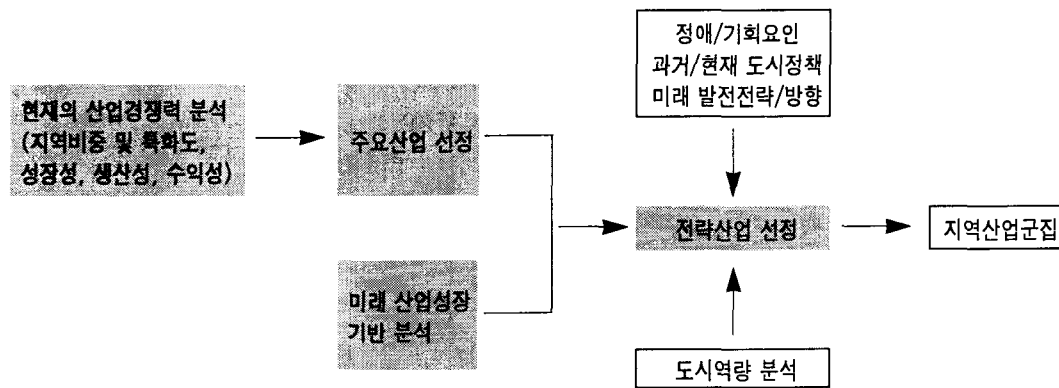 현재의 산업경쟁력 분석
(지역비중 및 특화도,
성장성, 생산성, 수익성)
주요산업 선정
미래 산업성장
기반 분석
정애/기회요인
과거/현재 도시정책
미래 발전전략/방향
전략산업 선정
도시역량 분석
지역산업군집